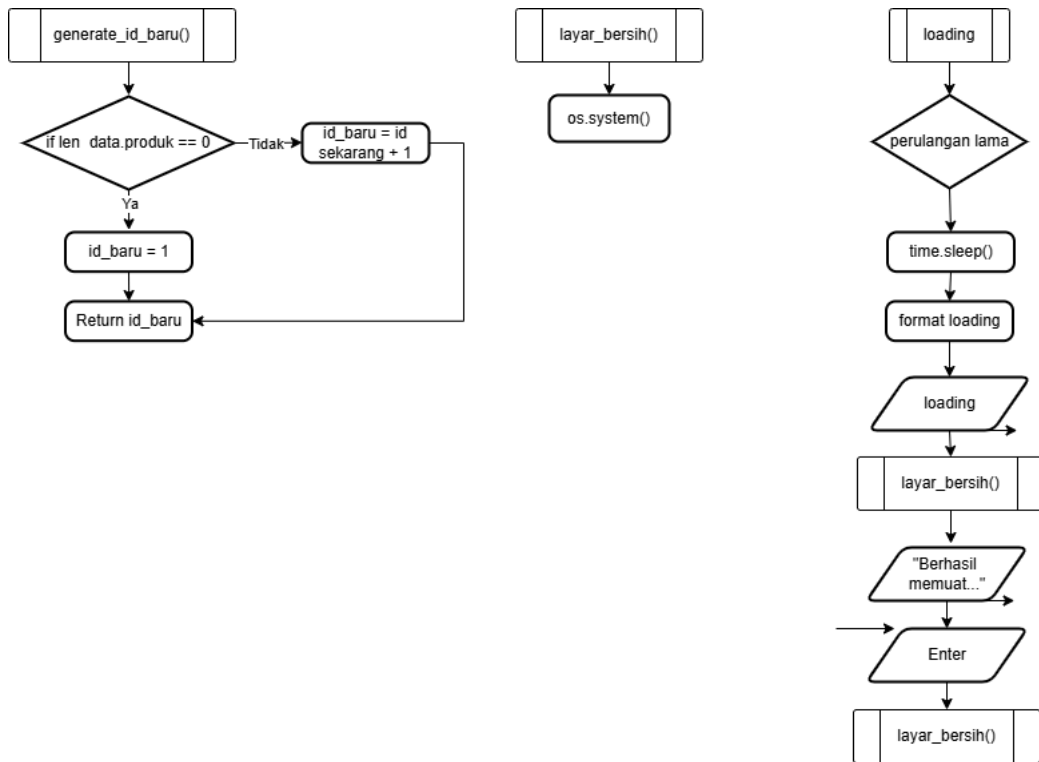 generate_id_baru()
if len  data.produk == 0
Tidak
id_baru = id
sekarang + 1
Ya
id_baru = 1
Return id_baru
layar_bersih()
os.system()
loading
perulangan lama
time.sleep()
format loading
loading
layar_bersih()
"Berhasil
memuat..."
Enter
layar_bersih()